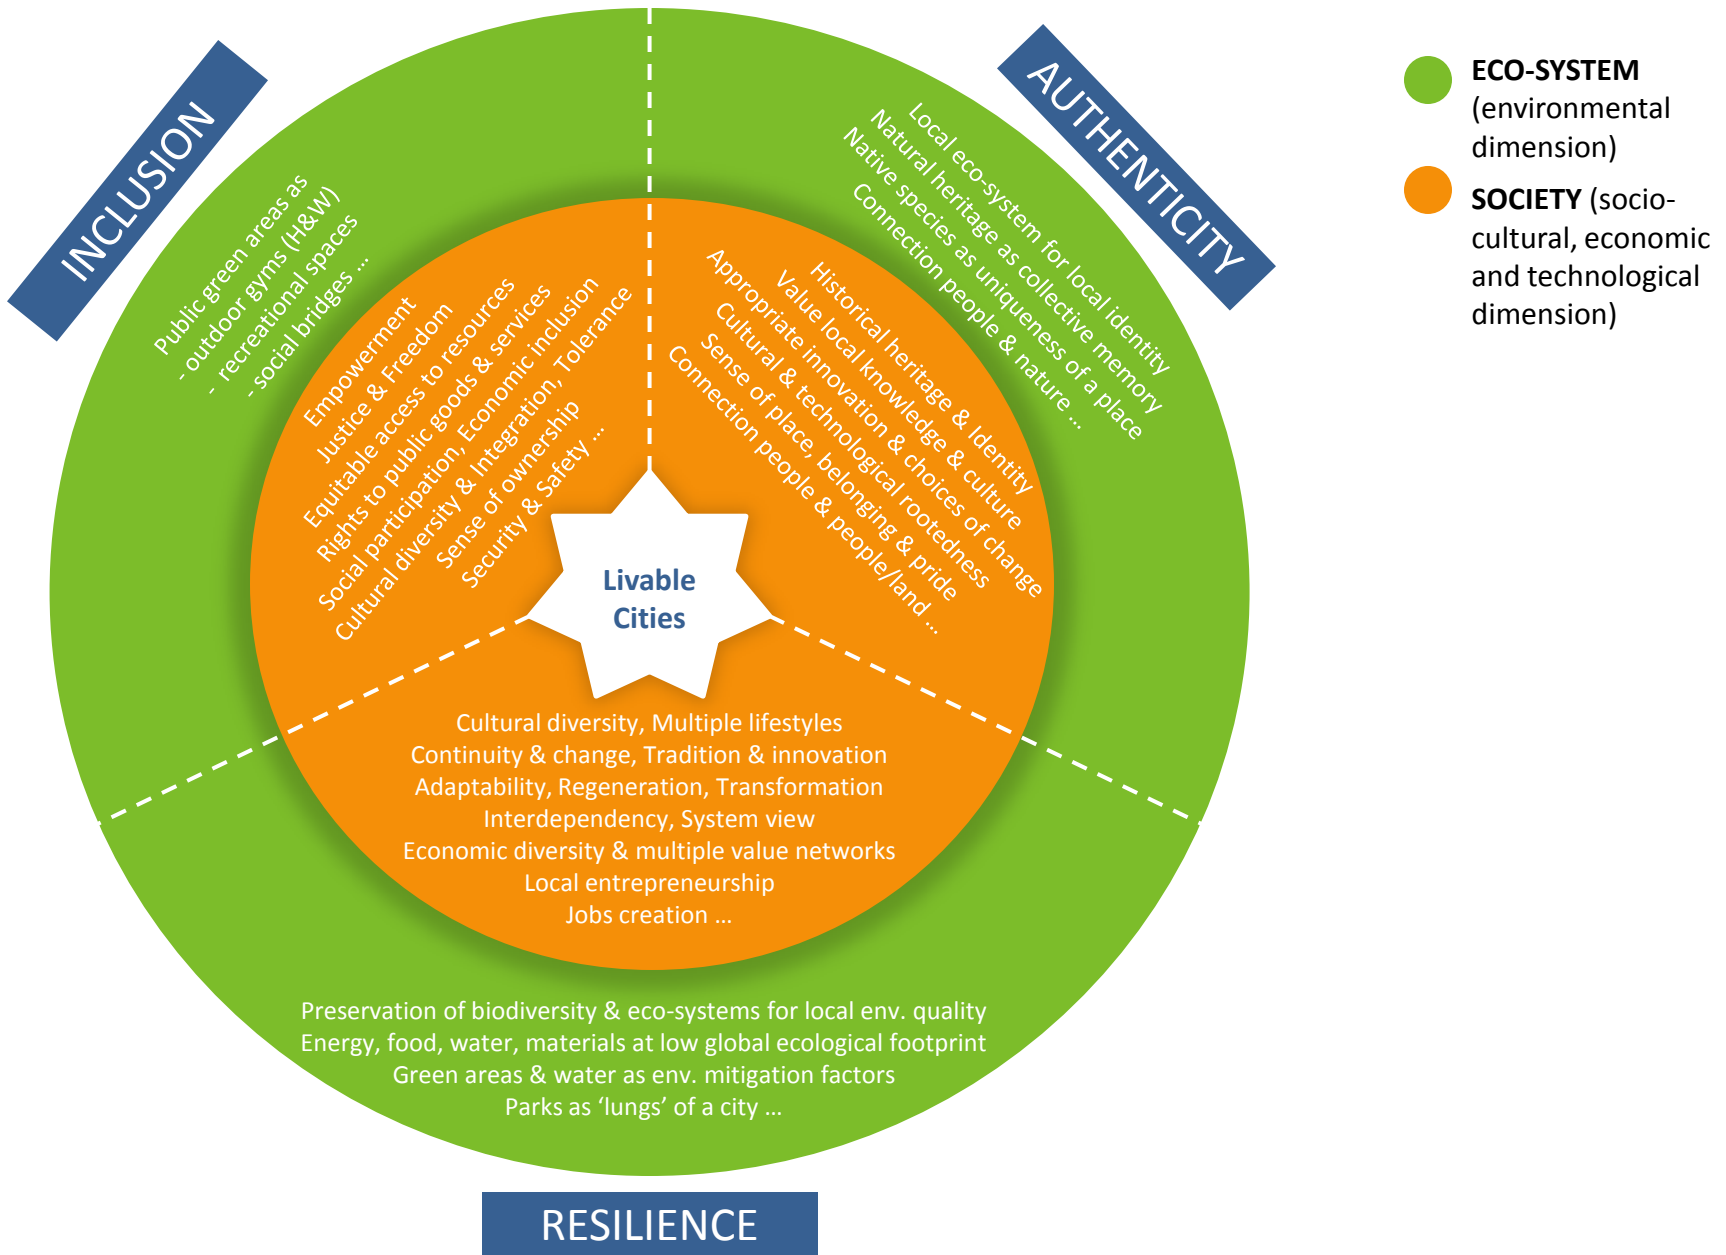 INCLUSION
AUTHENTICITY
ECO-SYSTEM
(environmental
dimension)
SOCIETY (socio-
cultural, economic
and technological
dimension)
Public green areas as
- outdoor gyms (H&W)
- recreational spaces
- social bridges ...
Local eco-system for local identity
Natural heritage as collective memory
Native species as uniqueness of a place
Connection people & nature ...
Empowerment
Justice & Freedom
Equitable access to resources
Rights to public goods & services
Social participation, Economic inclusion
Cultural diversity & Integration, Tolerance
Sense of ownership
Security & Safety ...
Historical heritage & Identity
Value local knowledge & culture
Appropriate innovation & choices of change
Cultural & technological rootedness
Sense of place, belonging & pride
Connection people & people/land ...
Livable
Cities
Cultural diversity, Multiple lifestyles
Continuity & change, Tradition & innovation
Adaptability, Regeneration, Transformation
Interdependency, System view
Economic diversity & multiple value networks
Local entrepreneurship
Jobs creation ...
Preservation of biodiversity & eco-systems for local env. quality
Energy, food, water, materials at low global ecological footprint
Green areas & water as env. mitigation factors
Parks as ‘lungs’ of a city ...
RESILIENCE